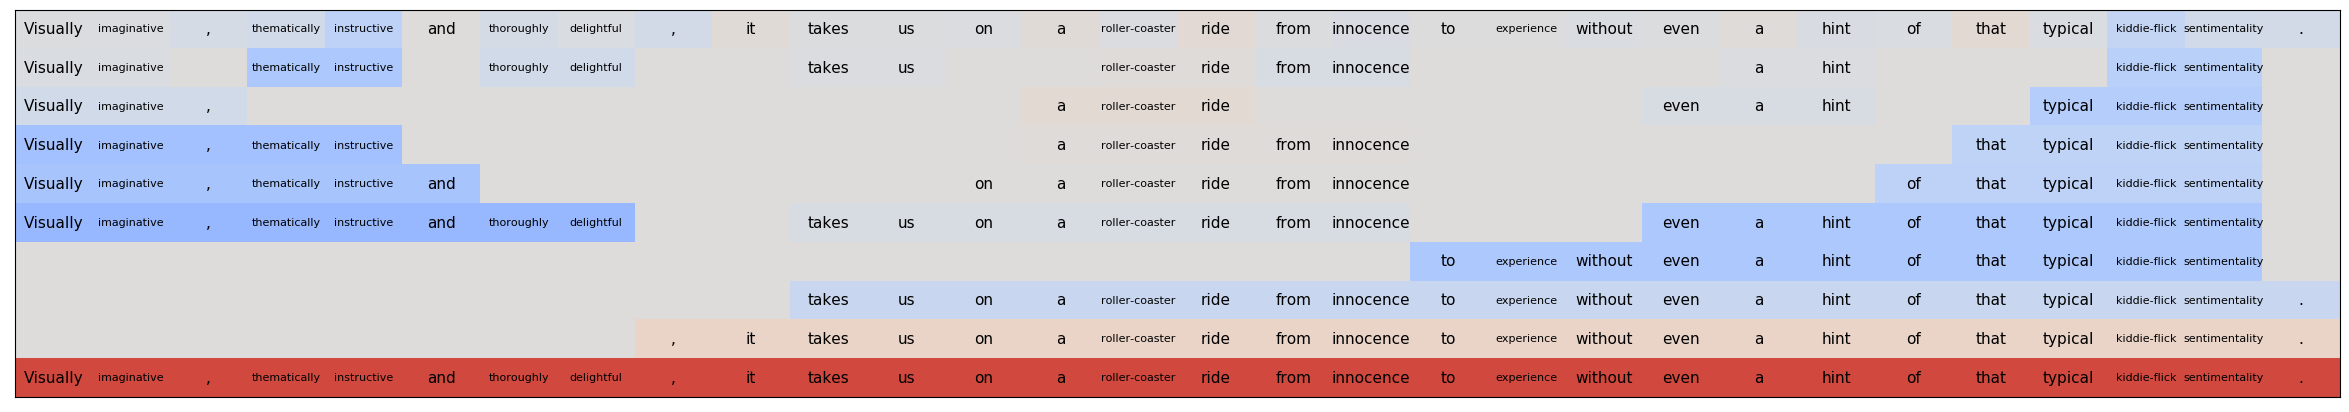 Visually imaginative , thematically instructive and thoroughly delightful , it takes us on a roller-coaster ride from innocence to experience without even a hint of that typical kiddie-flick sentimentality .
Visually imaginative thematically instructive thoroughly delightful takes us roller-coaster ride from innocence a hint kiddie-flick sentimentality
Visually imaginative , a roller-coaster ride even a hint typical kiddie-flick sentimentality
Visually imaginative , thematically instructive a roller-coaster ride from innocence that typical kiddie-flick sentimentality
Visually imaginative , thematically instructive and on a roller-coaster ride from innocence of that typical kiddie-flick sentimentality
Visually imaginative , thematically instructive and thoroughly delightful takes us on a roller-coaster ride from innocence even a hint of that typical kiddie-flick sentimentality
to experience without even a hint of that typical kiddie-flick sentimentality
takes us on a roller-coaster ride from innocence to experience without even a hint of that typical kiddie-flick sentimentality .
, it takes us on a roller-coaster ride from innocence to experience without even a hint of that typical kiddie-flick sentimentality .
Visually imaginative , thematically instructive and thoroughly delightful , it takes us on a roller-coaster ride from innocence to experience without even a hint of that typical kiddie-flick sentimentality .